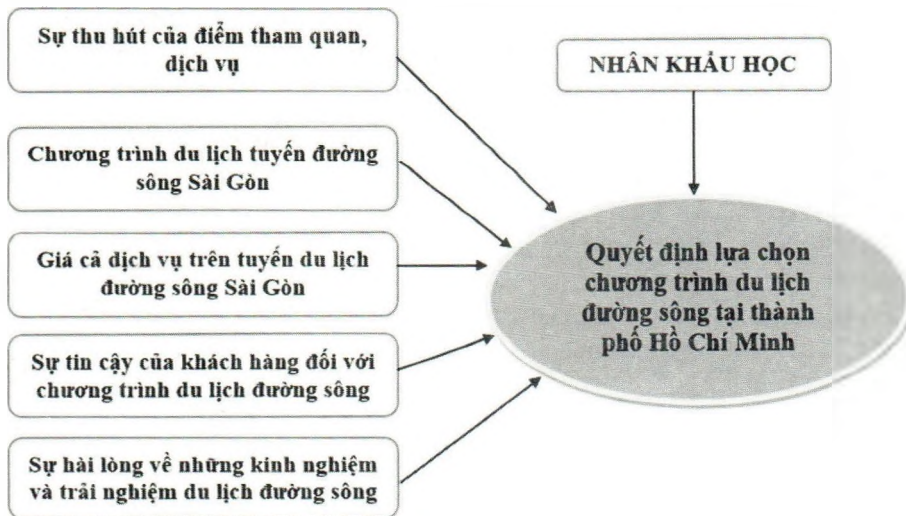 Sự thu hút của điểm tham quan,
dịch vụ
NHÂN KHẨU HỌC
Chương trình du lịch tuyến đường
sông Sài Gòn
Giá cả dịch vụ trên tuyến du lịch
đường sông Sài Gòn
Sự tin cậy của khách hàng đối với
chương trình du lịch đường sông
Sự hài lòng về những kinh nghiệm
và trải nghiệm du lịch đường sông
Quyết định lựa chọn
chương trình du lịch
đường sông tại thành
phố Hồ Chí Minh